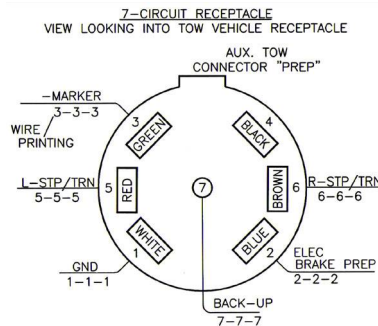 7-CIRCUIT RECEPTACLE
VIEW LOOKING INTO TOW VEHICLE RECEPTACLE
AUX. TOW
CONNECTOR "PREP"
-MARKER
3-3-3
WIRE
PRINTING
3
GREEN
4
BLACK
L-STP/TRN
5-5-5
5
RED
7
BROWN
6
R-STP/TRN
6-6-6
WHITE
1
BLUE
2
GND
1-1-1
ELEC
BRAKE PREP
2-2-2
BACK-UP
7-7-7